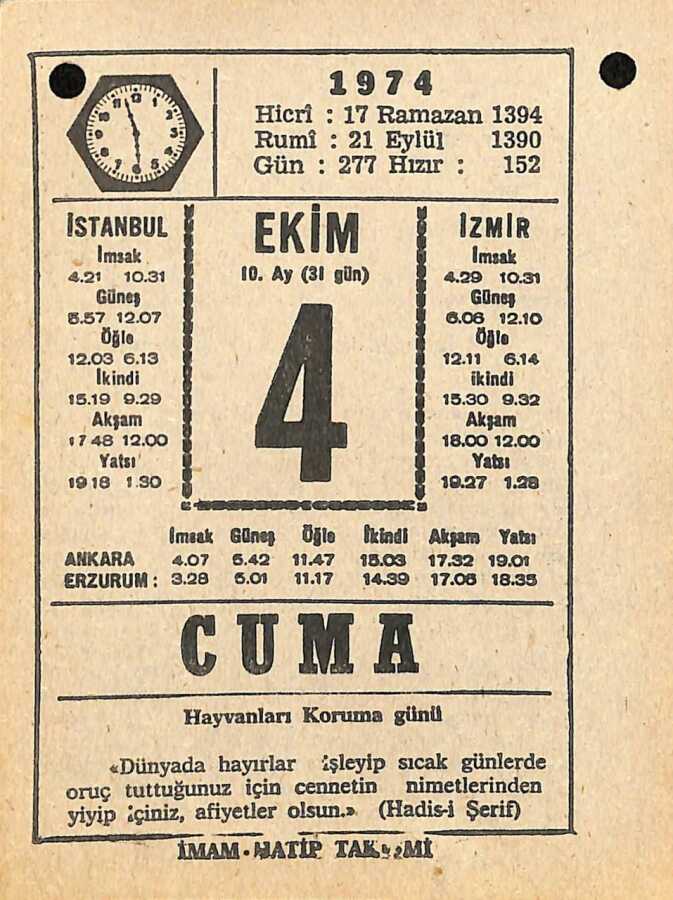 1974
Hicrî : 17 Ramazan 1394
Rumî : 21 Eylül 1390
Gün : 277 Hızır : 152
İSTANBUL
İmsak
4.21 10.31
Güneş
5.57 12.07
Öğle
12.03 6.13
İkindi
15.19 9.29
Akşam
17 48 12.00
Yatsı
19 18 1.30
EKİM
10. Ay (31 gün)
4
İZMİR
İmsak
4.29 10.31
Güneş
6.06 12.10
Öğle
12.11 6.14
ikindi
15.30 9.32
Akşam
18.00 12.00
Yatsı
19.27 1.28
İmsak Güneş Öğle İkindi Akşam Yatsı
ANKARA 4.07 5.42 11.47 15.03 17.32 19.01
ERZURUM : 3.28 5.01 11.17 14.39 17.06 18.35
CUMA
Hayvanları Koruma günü
«Dünyada hayırlar işleyip sıcak günlerde
oruç tuttuğunuz için cennetin nimetlerinden
yiyip içiniz, afiyetler olsun.» (Hadis-i Şerif)
İMAM-HATİP TAKVİMİ